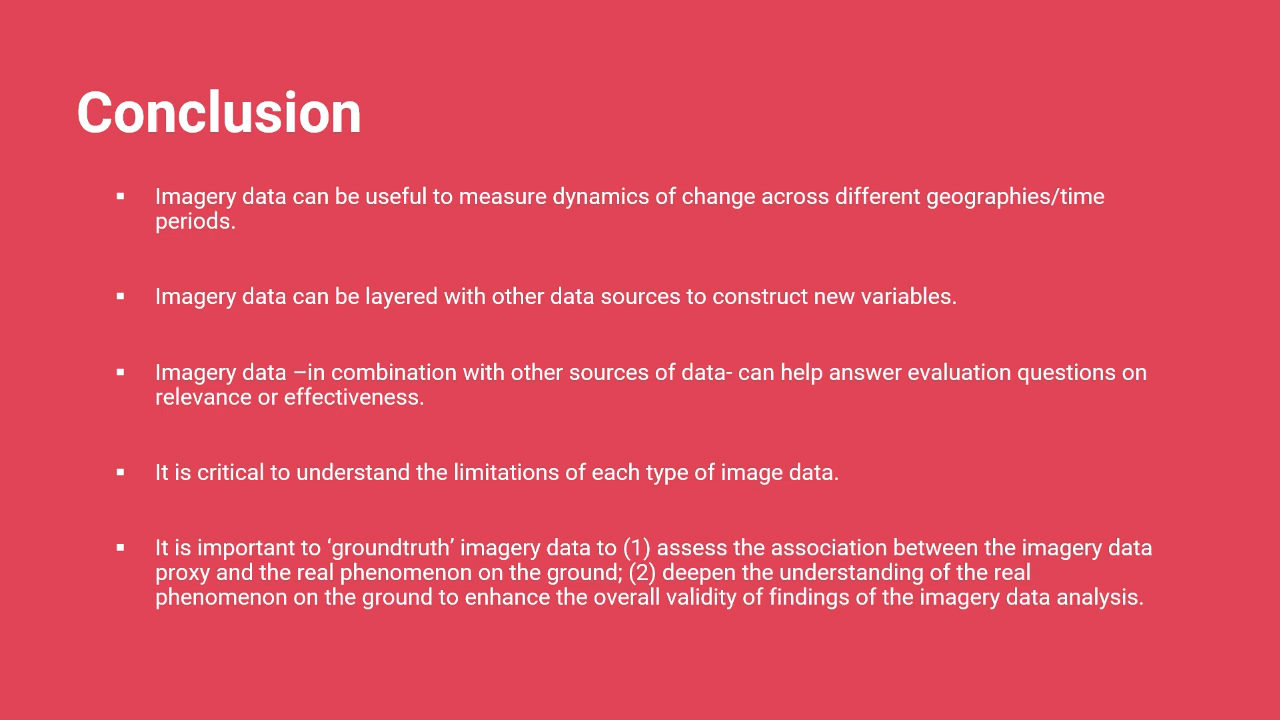 Conclusion
▪ Imagery data can be useful to measure dynamics of change across different geographies/time
periods.
▪ Imagery data can be layered with other data sources to construct new variables.
▪ Imagery data –in combination with other sources of data- can help answer evaluation questions on
relevance or effectiveness.
▪ It is critical to understand the limitations of each type of image data.
▪ It is important to ‘groundtruth’ imagery data to (1) assess the association between the imagery data
proxy and the real phenomenon on the ground; (2) deepen the understanding of the real
phenomenon on the ground to enhance the overall validity of findings of the imagery data analysis.